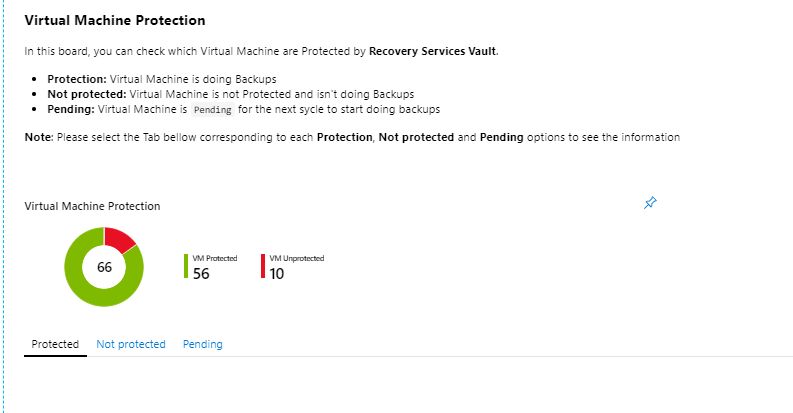 Virtual Machine Protection
In this board, you can check which Virtual Machine are Protected by Recovery Services Vault.
Protection: Virtual Machine is doing Backups
Not protected: Virtual Machine is not Protected and isn't doing Backups
Pending: Virtual Machine is Pending for the next sycle to start doing backups
Note: Please select the Tab bellow corresponding to each Protection, Not protected and Pending options to see the information
Virtual Machine Protection
66
VM Protected
56
VM Unprotected
10
Protected Not protected Pending